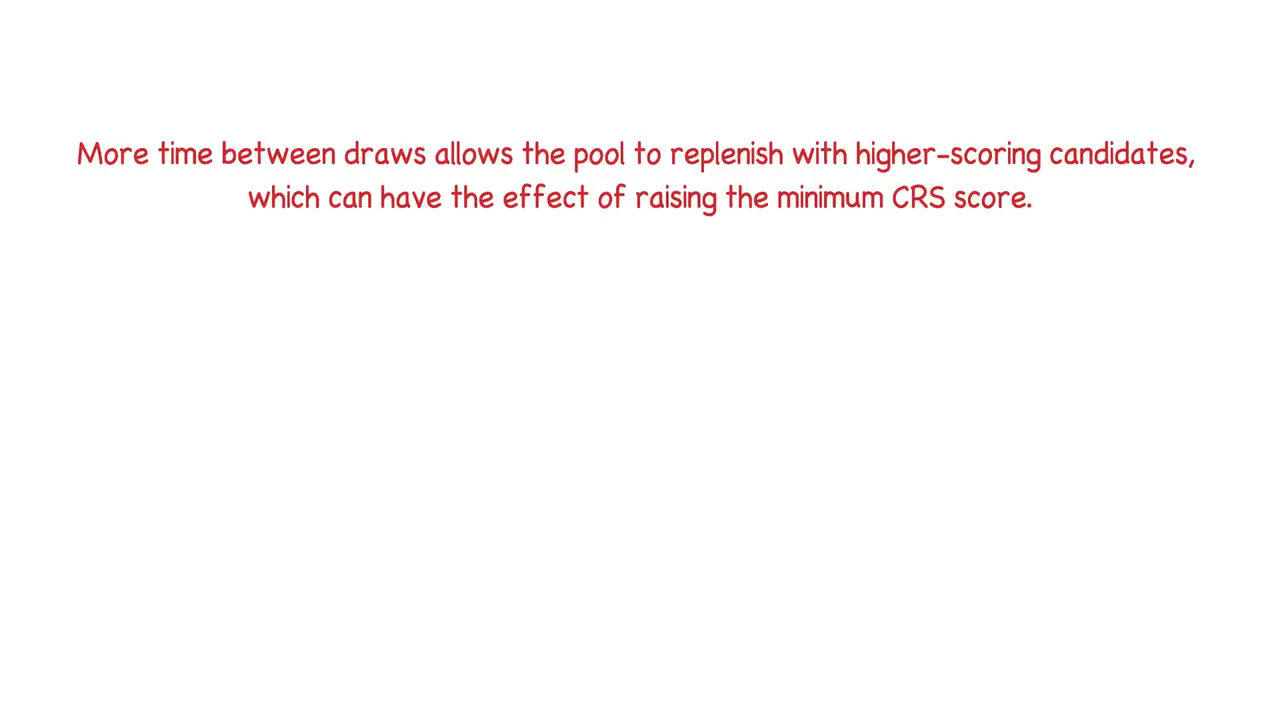 More time between draws allows the pool to replenish with higher-scoring candidates,
which can have the effect of raising the minimum CRS score.